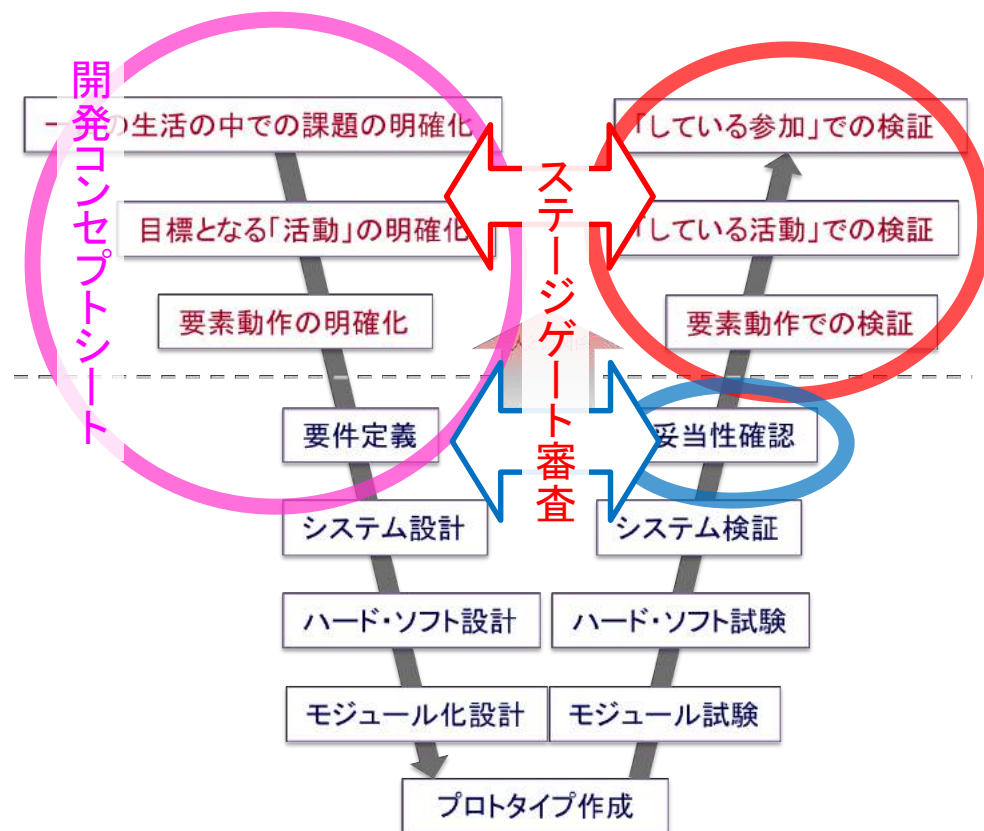 開発コンセプトシート
の生活の中での課題の明確化
目標となる「活動」の明確化
要素動作の明確化
要件定義
システム設計
ハード・ソフト設計
モジュール化設計
プロトタイプ作成
ステージゲート審査
「している参加」での検証
「している活動」での検証
要素動作での検証
妥当性確認
システム検証
ハード・ソフト試験
モジュール試験